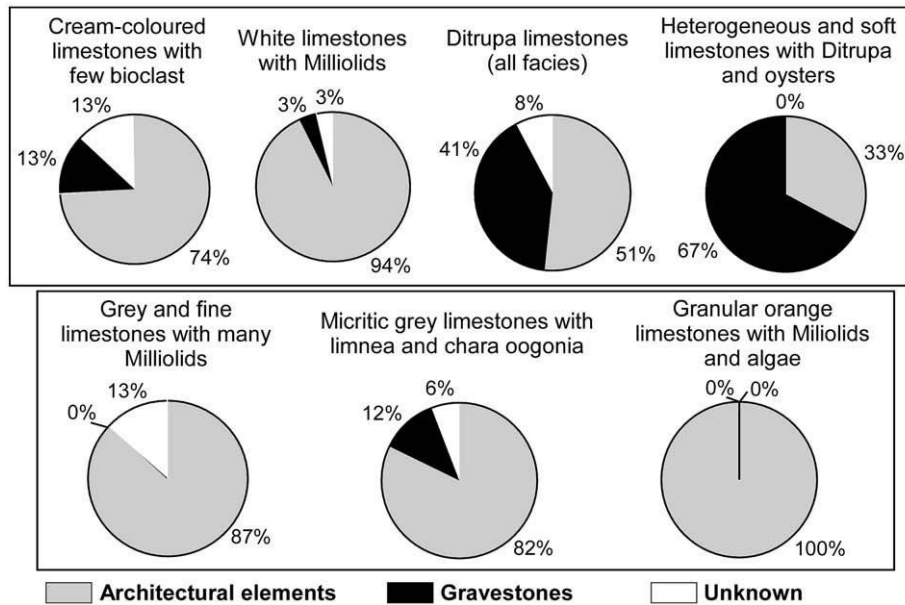 Cream-coloured
limestones with
few bioclast
13%
13%
74%
White limestones
with Milliolids
3%
3%
94%
Ditrupa limestones
(all facies)
8%
41%
51%
Heterogeneous and soft
limestones with Ditrupa
and oysters
0%
33%
67%
Grey and fine
limestones with many
Milliolids
13%
0%
87%
Micritic grey limestones with
limnea and chara oogonia
6%
12%
82%
Granular orange
limestones with Miliolids
and algae
0%
0%
100%
Architectural elements
Gravestones
Unknown